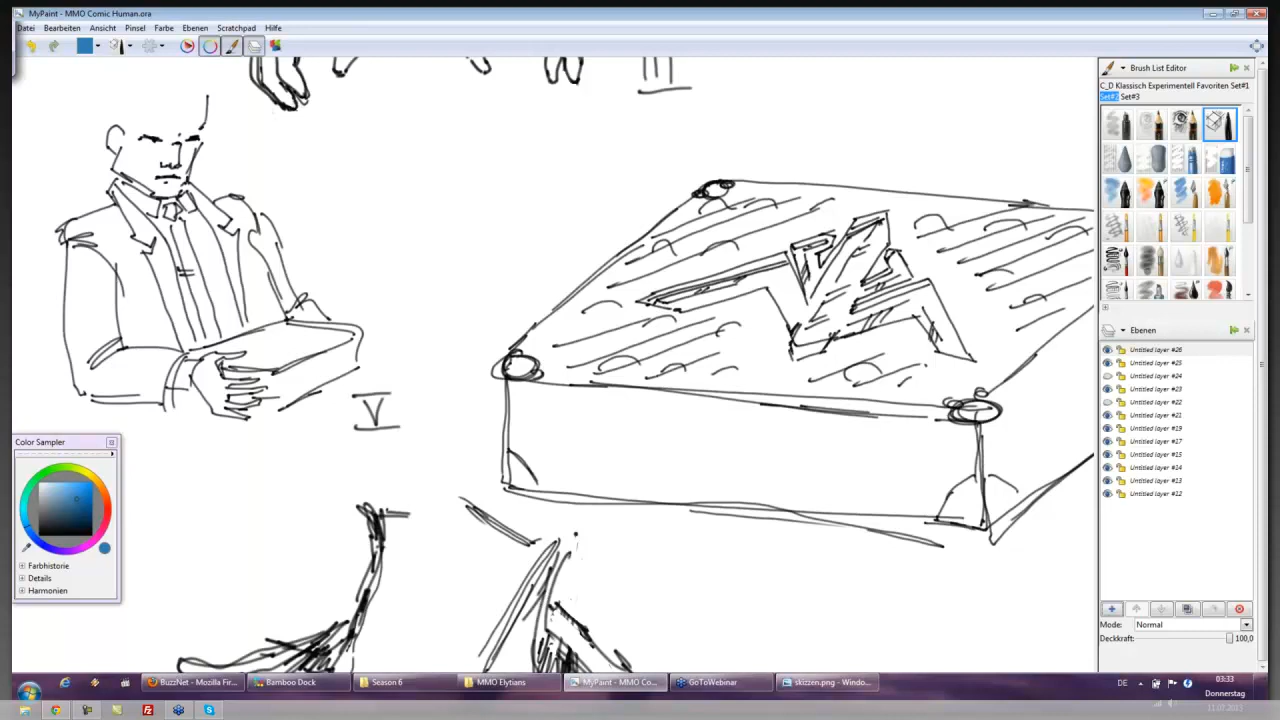 MyPaint - MMO Comic Human.ora
Datei Bearbeiten Ansicht Pinsel Farbe Ebenen Scratchpad Hilfe
III
Brush List Editor
C_D Klassisch Experimentell Favoriten Set#1
Set#2 Set#3
V
Ebenen
Untitled layer #26
Untitled layer #25
Untitled layer #24
Untitled layer #23
Untitled layer #22
Untitled layer #21
Untitled layer #19
Untitled layer #17
Untitled layer #15
Untitled layer #14
Untitled layer #13
Untitled layer #12
Color Sampler
Farbhistorie
Details
Harmonien
Mode: Normal
Deckkraft: 100,0
BuzzNet - Mozilla Fir... Bamboo Dock Season 6 MMO Elytians MyPaint - MMO Co... GoToWebinar skizzen.png - Windo...
DE 03:33
Donnerstag
11.07.2013